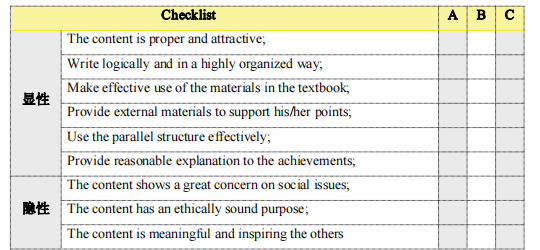 Checklist A B C
The content is proper and attractive;
Write logically and in a highly organized way;
Make effective use of the materials in the textbook;
显性
Provide external materials to support his/her points;
Use the parallel structure effectively;
Provide reasonable explanation to the achievements;
The content shows a great concern on social issues;
隐性
The content has an ethically sound purpose;
The content is meaningful and inspiring the others